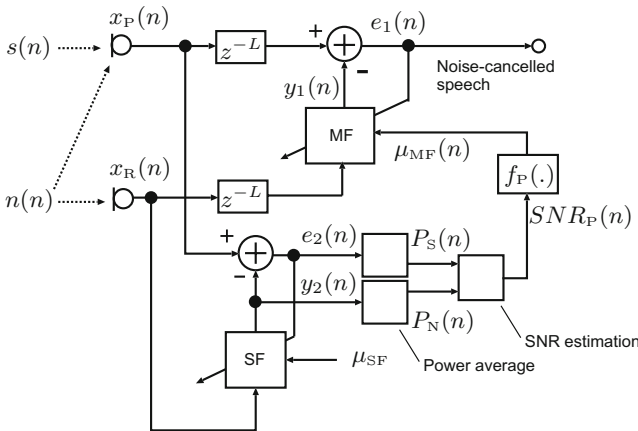 x_P(n)
e_1(n)
s(n)
z^{-L}
+
+
−
y_1(n)
Noise-cancelled
speech
MF
μ_MF(n)
x_R(n)
f_P(.)
n(n)
z^{-L}
SNR_P(n)
+
+
−
e_2(n)
P_S(n)
y_2(n)
P_N(n)
SNR estimation
SF
μ_SF
Power average